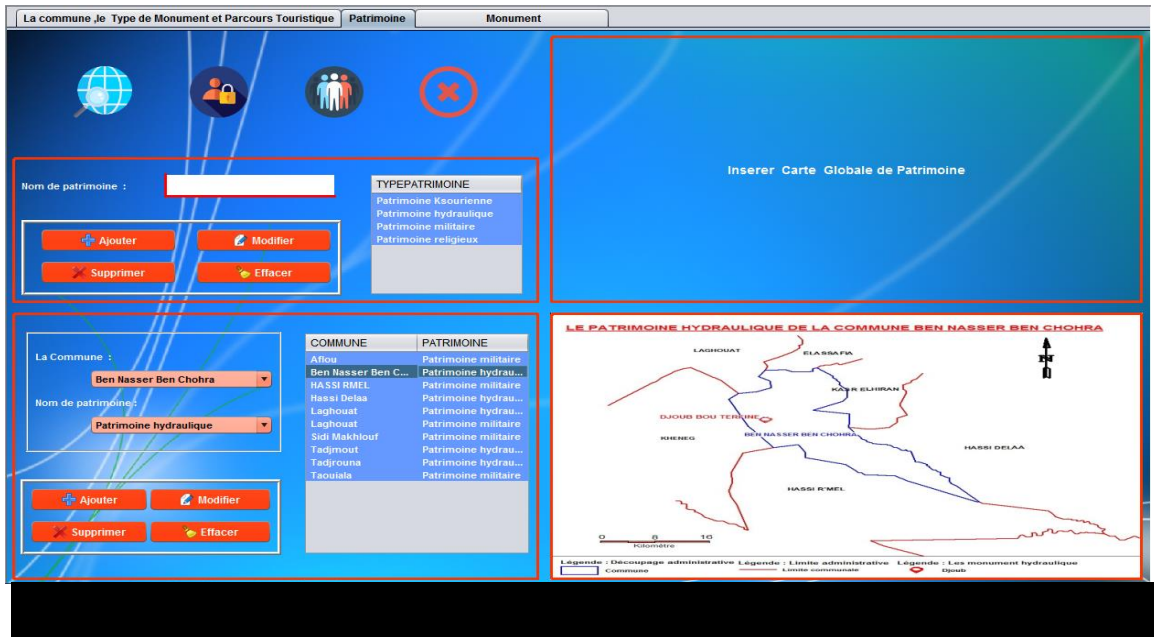 La commune ,le Type de Monument et Parcours Touristique
Patrimoine
Monument
Inserer Carte Globale de Patrimoine
Nom de patrimoine :
TYPEPATRIMOINE
Patrimoine Ksourienne
Patrimoine hydraulique
Patrimoine militaire
Patrimoine religieux
Ajouter
Modifier
Supprimer
Effacer
La Commune :
Ben Nasser Ben Chohra
Nom de patrimoine :
Patrimoine hydraulique
Ajouter
Modifier
Supprimer
Effacer
COMMUNE PATRIMOINE
Aflou Patrimoine militaire
Ben Nasser Ben C... Patrimoine hydrau...
HASSI RMEL Patrimoine militaire
Hassi Delaa Patrimoine hydrau...
Laghouat Patrimoine hydrau...
Laghouat Patrimoine militaire
Sidi Makhlouf Patrimoine militaire
Tadjmout Patrimoine hydrau...
Tadjrouna Patrimoine hydrau...
Taouiala Patrimoine militaire
LE PATRIMOINE HYDRAULIQUE DE LA COMMUNE BEN NASSER BEN CHOHRA
LAGHOUAT
EL ASSAFIA
N
KASR ELHIRAN
DJOUB BOU TERKINE
KHENEG
BEN NASSER BEN CHOHRA
HASSI DELAA
HASSI R'MEL
0 8 16
Kilomètre
Légende : Découpage administrative Légende : Limite administrative Légende : Les monument hydraulique
Commune Limite communale Djoub